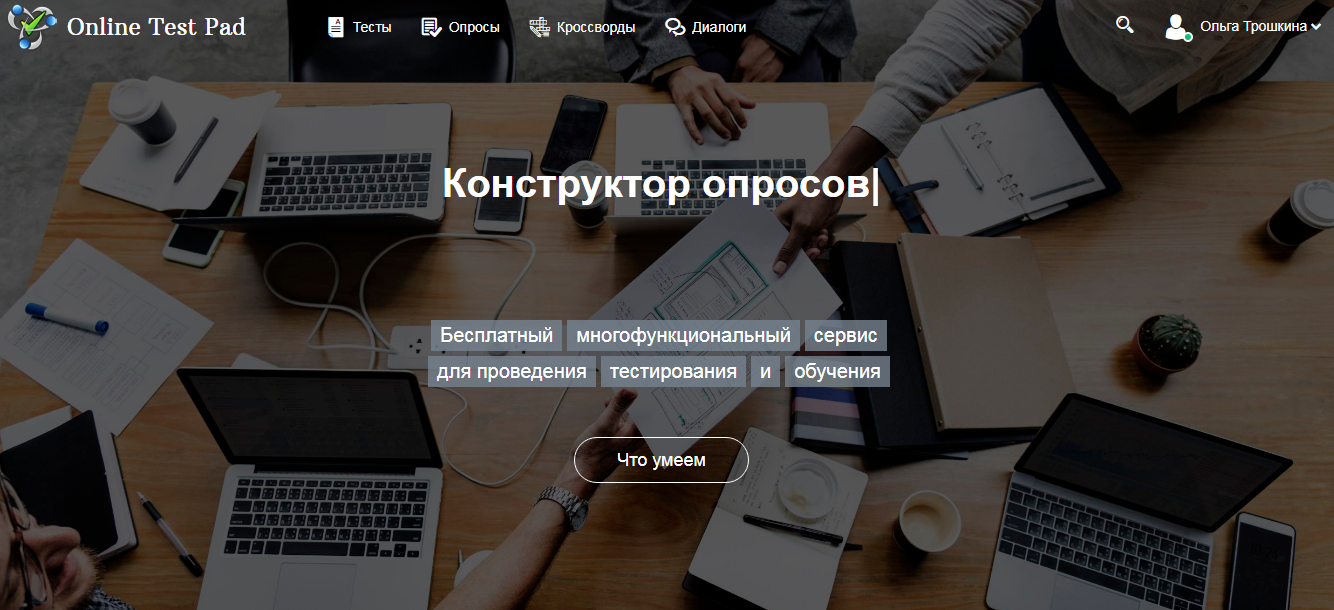 Online Test Pad
Тесты
Опросы
Кроссворды
Диалоги
Ольга Трошкина
Конструктор опросов|
Бесплатный многофункциональный сервис
для проведения тестирования и обучения
Что умеем